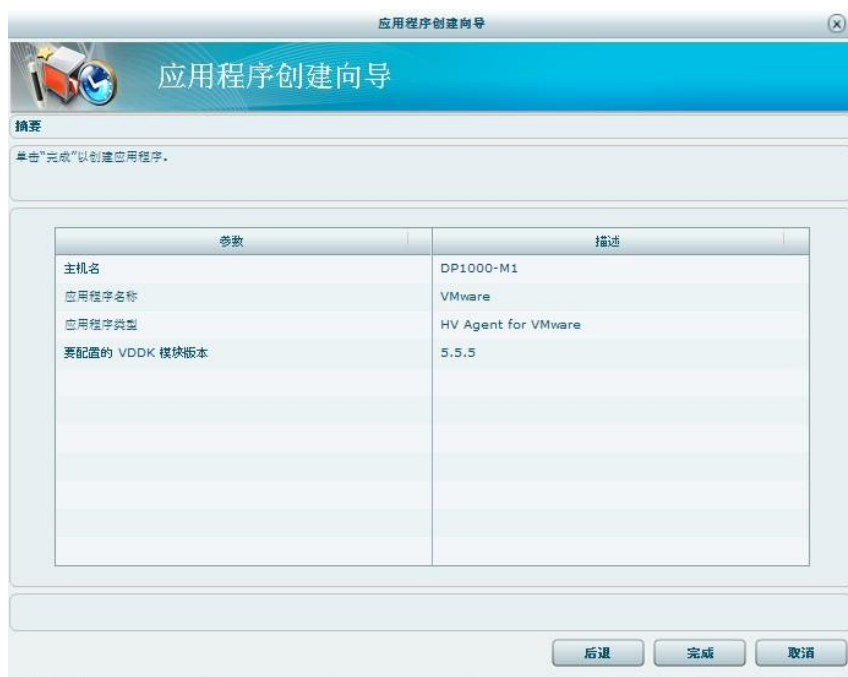 应用程序创建向导
应用程序创建向导
摘要
单击"完成"以创建应用程序。
参数 描述
主机名 DP1000-M1
应用程序名称 VMware
应用程序类型 HV Agent for VMware
要配置的 VDDK 模块版本 5.5.5
后退 完成 取消